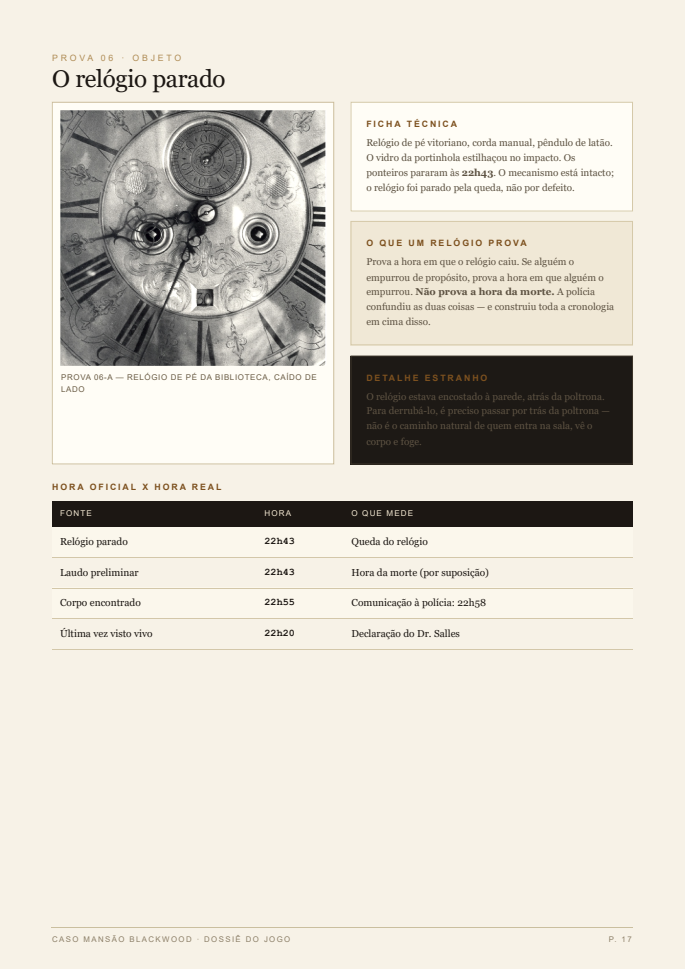 PROVA 06 · OBJETO
O relógio parado
PROVA 06-A — RELÓGIO DE PÉ DA BIBLIOTECA, CAÍDO DE
LADO
FICHA TÉCNICA
Relógio de pé vitoriano, corda manual, pêndulo de latão.
O vidro da portinhola estilhaçou no impacto. Os
ponteiros pararam às 22h43. O mecanismo está intacto;
o relógio foi parado pela queda, não por defeito.
O QUE UM RELÓGIO PROVA
Prova a hora em que o relógio caiu. Se alguém o
empurrou de propósito, prova a hora em que alguém o
empurrou. Não prova a hora da morte. A polícia
confundiu as duas coisas — e construiu toda a cronologia
em cima disso.
DETALHE ESTRANHO
O relógio estava encostado à parede, atrás da poltrona.
Para derrubá-lo, é preciso passar por trás da poltrona —
não é o caminho natural de quem entra na sala, vê o
corpo e foge.
HORA OFICIAL X HORA REAL
FONTE HORA O QUE MEDE
Relógio parado 22h43 Queda do relógio
Laudo preliminar 22h43 Hora da morte (por suposição)
Corpo encontrado 22h55 Comunicação à polícia: 22h58
Última vez visto vivo 22h20 Declaração do Dr. Salles
CASO MANSÃO BLACKWOOD · DOSSIÊ DO JOGO P. 17